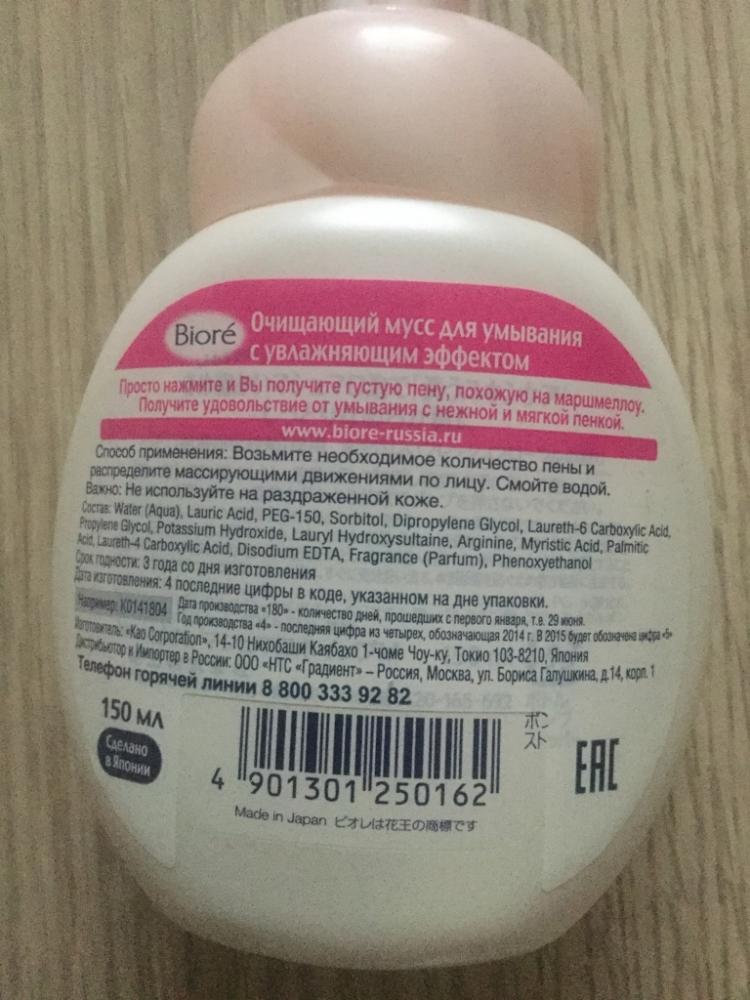 Bioré
Очищающий мусс для умывания
с увлажняющим эффектом
Просто нажмите и Вы получите густую пену, похожую на маршмеллоу.
Получите удовольствие от умывания с нежной и мягкой пенкой.
www.biore-russia.ru
Способ применения: Возьмите необходимое количество пены и
распределите массирующими движениями по лицу. Смойте водой.
Важно: Не используйте на раздраженной коже.
Состав: Water (Aqua), Lauric Acid, PEG-150, Sorbitol, Dipropylene Glycol, Laureth-6 Carboxylic Acid,
Propylene Glycol, Potassium Hydroxide, Lauryl Hydroxysultaine, Arginine, Myristic Acid, Palmitic
Acid, Laureth-4 Carboxylic Acid, Disodium EDTA, Fragrance (Parfum), Phenoxyethanol
Срок годности: 3 года со дня изготовления
Дата изготовления: 4 последние цифры в коде, указанном на дне упаковки.
Например: K0141804
Дата производства «180» - количество дней, прошедших с первого января, т.е. 29 июня.
Год производства «4» - последняя цифра из четырех, обозначающая 2014 г. В 2015 будет обозначена цифра «5»
Изготовитель: «Kao Corporation», 14-10 Нихобаши Каябахо 1-чоме Чоу-ку, Токио 103-8210, Япония
Дистрибьютор и Импортер в России: ООО «НТС «Градиент» – Россия, Москва, ул. Бориса Галушкина, д.14, корп. 1
Телефон горячей линии 8 800 333 92 82
150 мл
Сделано
в Японии
ポン
スト
EAC
4 901301 250162
Made in Japan ビオレは花王の商標です